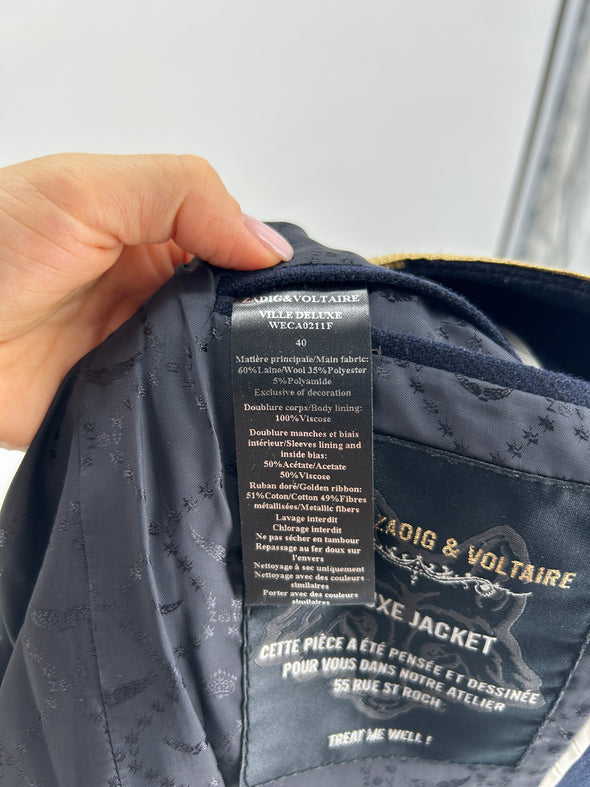 ZADIG&VOLTAIRE
VILLE DELUXE
WECA0211F
40
Matière principale/Main fabric:
60%Laine/Wool 35%Polyester
5%Polyamide
Exclusive of decoration
Doublure corps/Body lining:
100%Viscose
Doublure manches et biais
intérieur/Sleeves lining and
inside bias:
50%Acétate/Acetate
50%Viscose
Ruban doré/Golden ribbon:
51%Coton/Cotton 49%Fibres
métallisées/Metallic fibers
Lavage interdit
Chlorage interdit
Ne pas sécher en tambour
Repassage au fer doux sur
l'envers
Nettoyage à sec uniquement
Nettoyage avec des couleurs
similaires
Porter avec des couleurs
similaires
ZADIG & VOLTAIRE
UXE JACKET
CETTE PIÈCE A ÉTÉ PENSÉE ET DESSINÉE
POUR VOUS DANS NOTRE ATELIER
55 RUE ST ROCH
TREAT ME WELL !